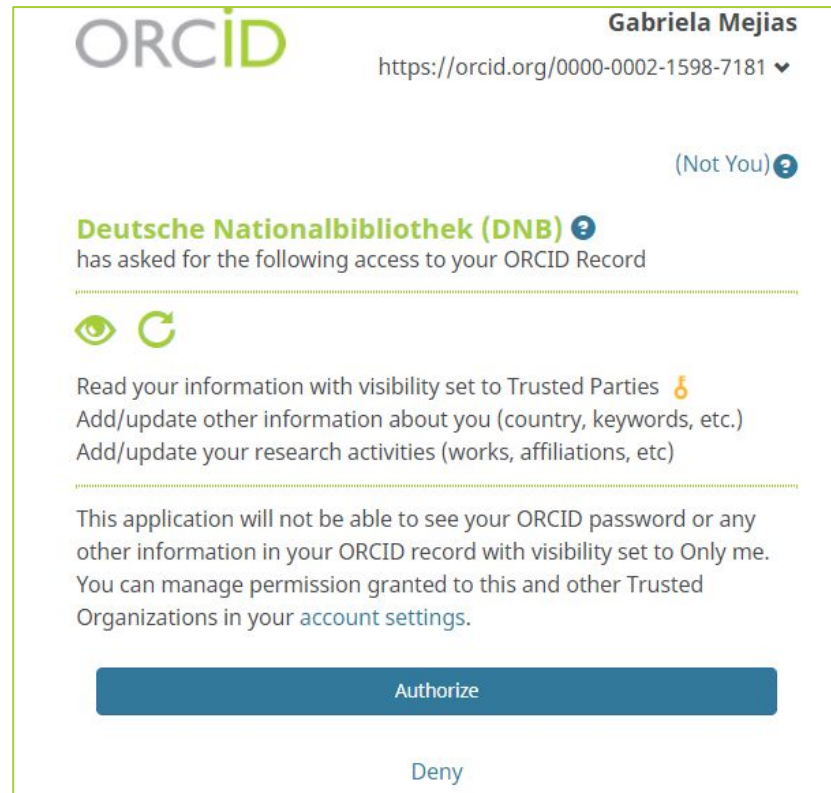 ORCID
Gabriela Mejias
https://orcid.org/0000-0002-1598-7181
(Not You)
Deutsche Nationalbibliothek (DNB)
has asked for the following access to your ORCID Record
Read your information with visibility set to Trusted Parties
Add/update other information about you (country, keywords, etc.)
Add/update your research activities (works, affiliations, etc)
This application will not be able to see your ORCID password or any
other information in your ORCID record with visibility set to Only me.
You can manage permission granted to this and other Trusted
Organizations in your account settings.
Authorize
Deny